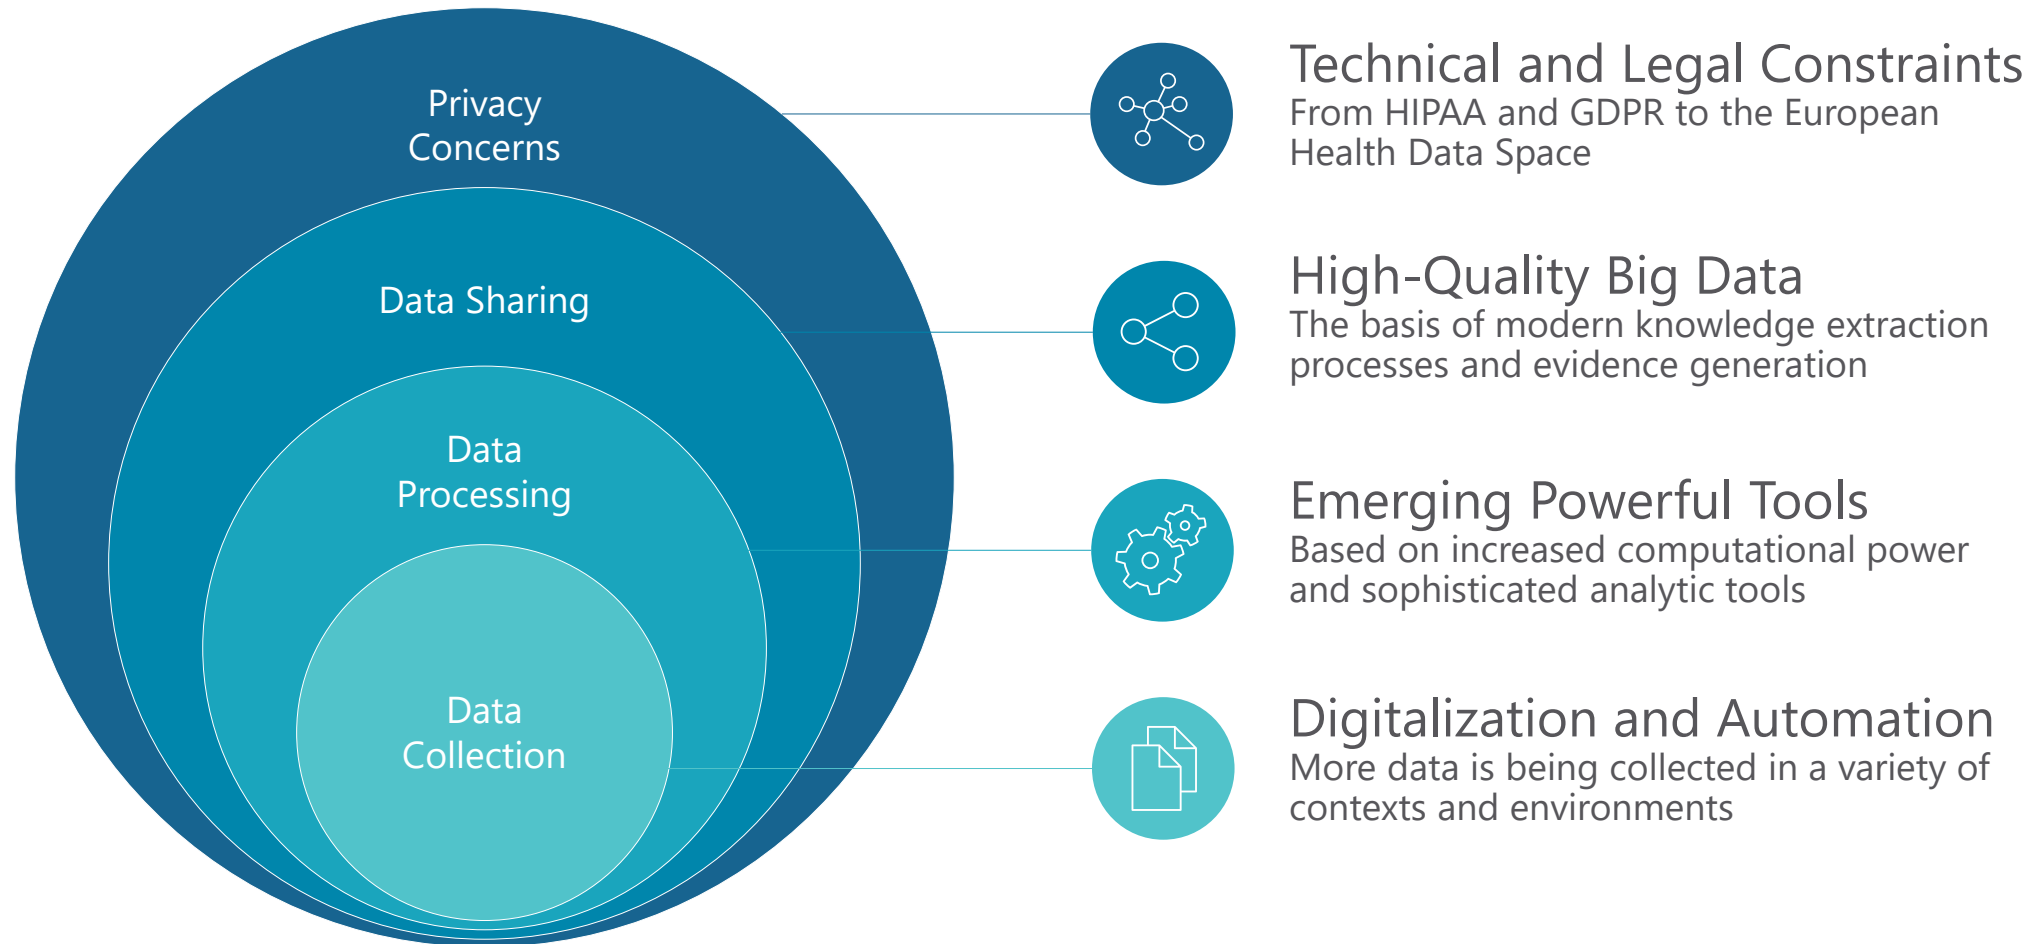 Privacy
Concerns
Data Sharing
Data
Processing
Data
Collection
Technical and Legal Constraints
From HIPAA and GDPR to the European
Health Data Space
High-Quality Big Data
The basis of modern knowledge extraction
processes and evidence generation
Emerging Powerful Tools
Based on increased computational power
and sophisticated analytic tools
Digitalization and Automation
More data is being collected in a variety of
contexts and environments